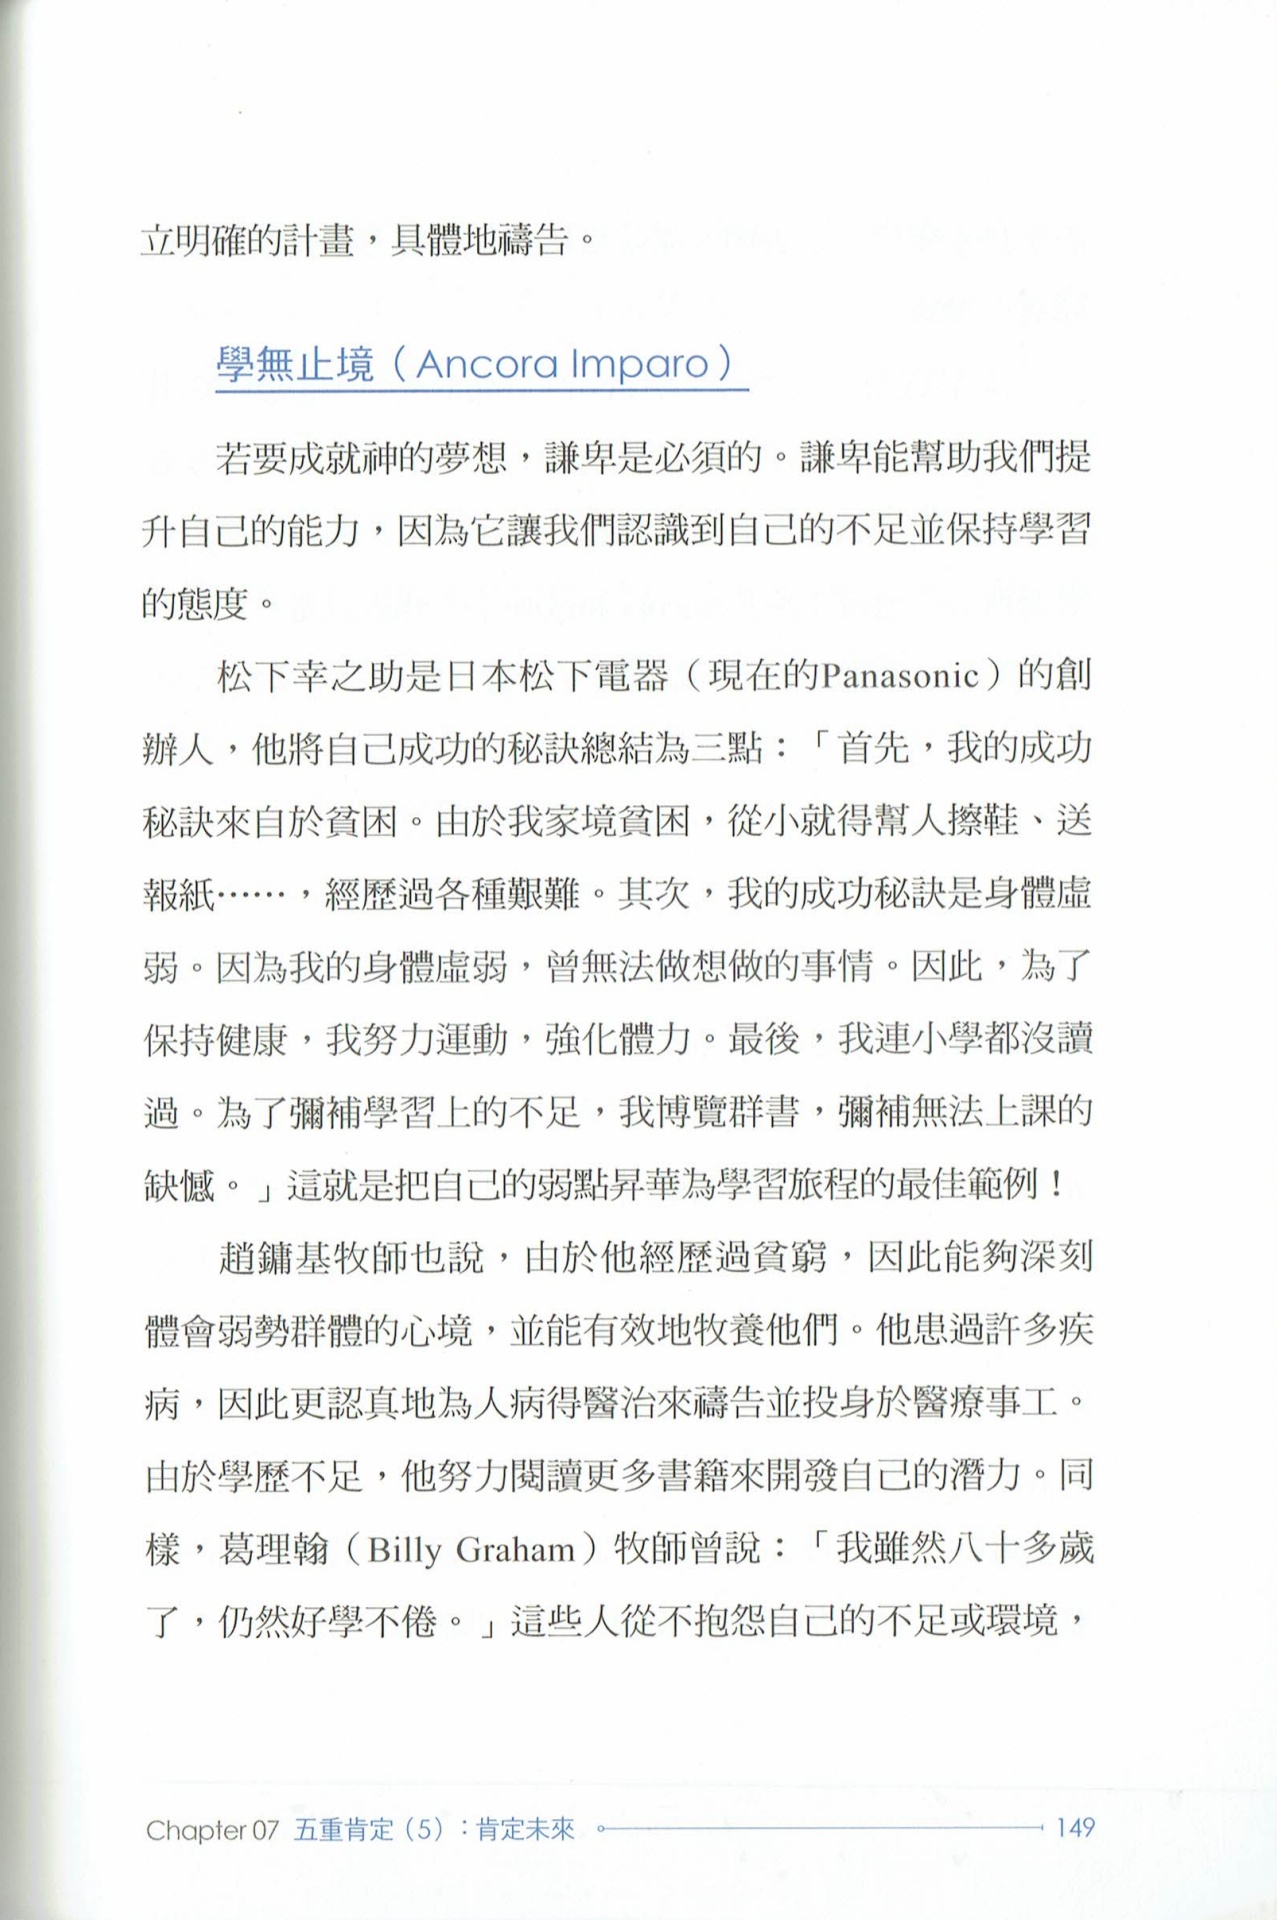 立明確的計畫，具體地禱告。
學無止境（Ancora Imparo）
若要成就神的夢想，謙卑是必須的。謙卑能幫助我們提
升自己的能力，因為它讓我們認識到自己的不足並保持學習
的態度。
松下幸之助是日本松下電器（現在的Panasonic）的創
辦人，他將自己成功的秘訣總結為三點：「首先，我的成功
秘訣來自於貧困。由於我家境貧困，從小就得幫人擦鞋、送
報紙……，經歷過各種艱難。其次，我的成功秘訣是身體虛
弱。因為我的身體虛弱，曾無法做想做的事情。因此，為了
保持健康，我努力運動，強化體力。最後，我連小學都沒讀
過。為了彌補學習上的不足，我博覽群書，彌補無法上課的
缺憾。」這就是把自己的弱點昇華為學習旅程的最佳範例！
趙鏞基牧師也說，由於他經歷過貧窮，因此能夠深刻
體會弱勢群體的心境，並能有效地牧養他們。他患過許多疾
病，因此更認真地為人病得醫治來禱告並投身於醫療事工。
由於學歷不足，他努力閱讀更多書籍來開發自己的潛力。同
樣，葛理翰（Billy Graham）牧師曾說：「我雖然八十多歲
了，仍然好學不倦。」這些人從不抱怨自己的不足或環境，
Chapter 07 五重肯定（5）：肯定未來 149